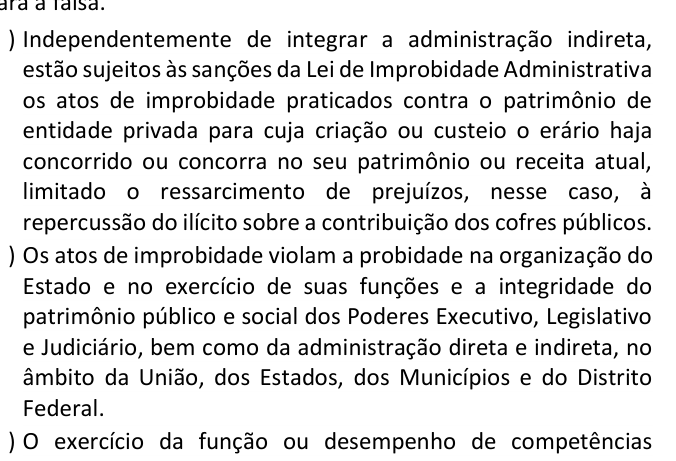 ara a falsa.
) Independentemente de integrar a administração indireta,
estão sujeitos às sanções da Lei de Improbidade Administrativa
os atos de improbidade praticados contra o patrimônio de
entidade privada para cuja criação ou custeio o erário haja
concorrido ou concorra no seu patrimônio ou receita atual,
limitado o ressarcimento de prejuízos, nesse caso, à
repercussão do ilícito sobre a contribuição dos cofres públicos.
) Os atos de improbidade violam a probidade na organização do
Estado e no exercício de suas funções e a integridade do
patrimônio público e social dos Poderes Executivo, Legislativo
e Judiciário, bem como da administração direta e indireta, no
âmbito da União, dos Estados, dos Municípios e do Distrito
Federal.
) O exercício da função ou desempenho de competências